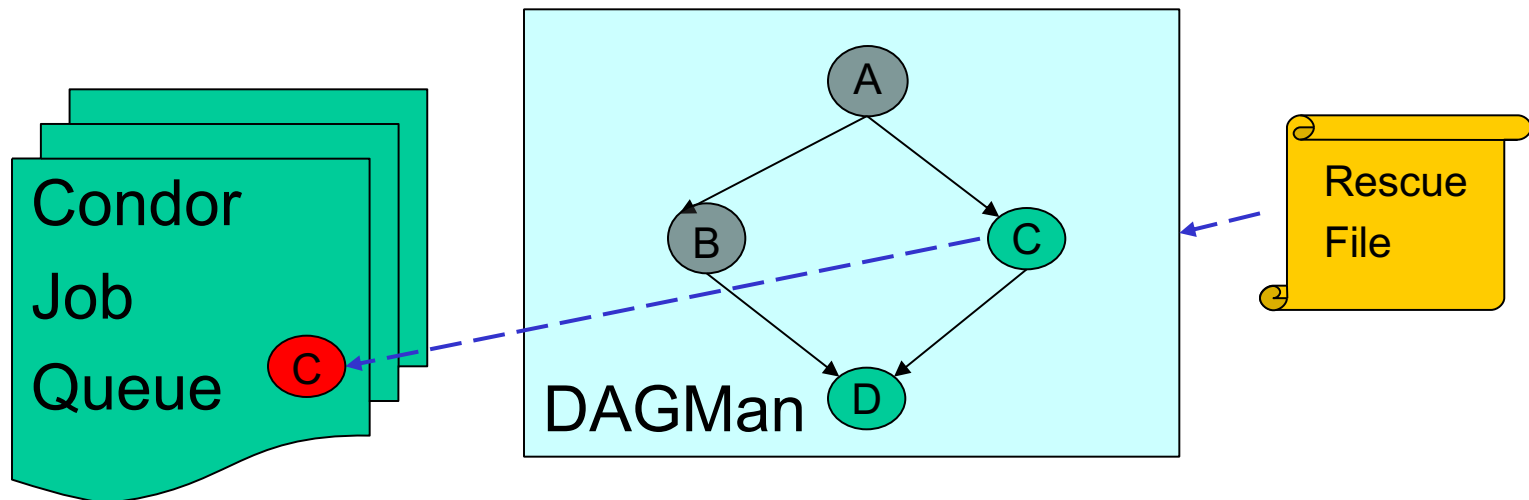 Condor
Job
Queue
C
A
B
C
D
DAGMan
Rescue
File